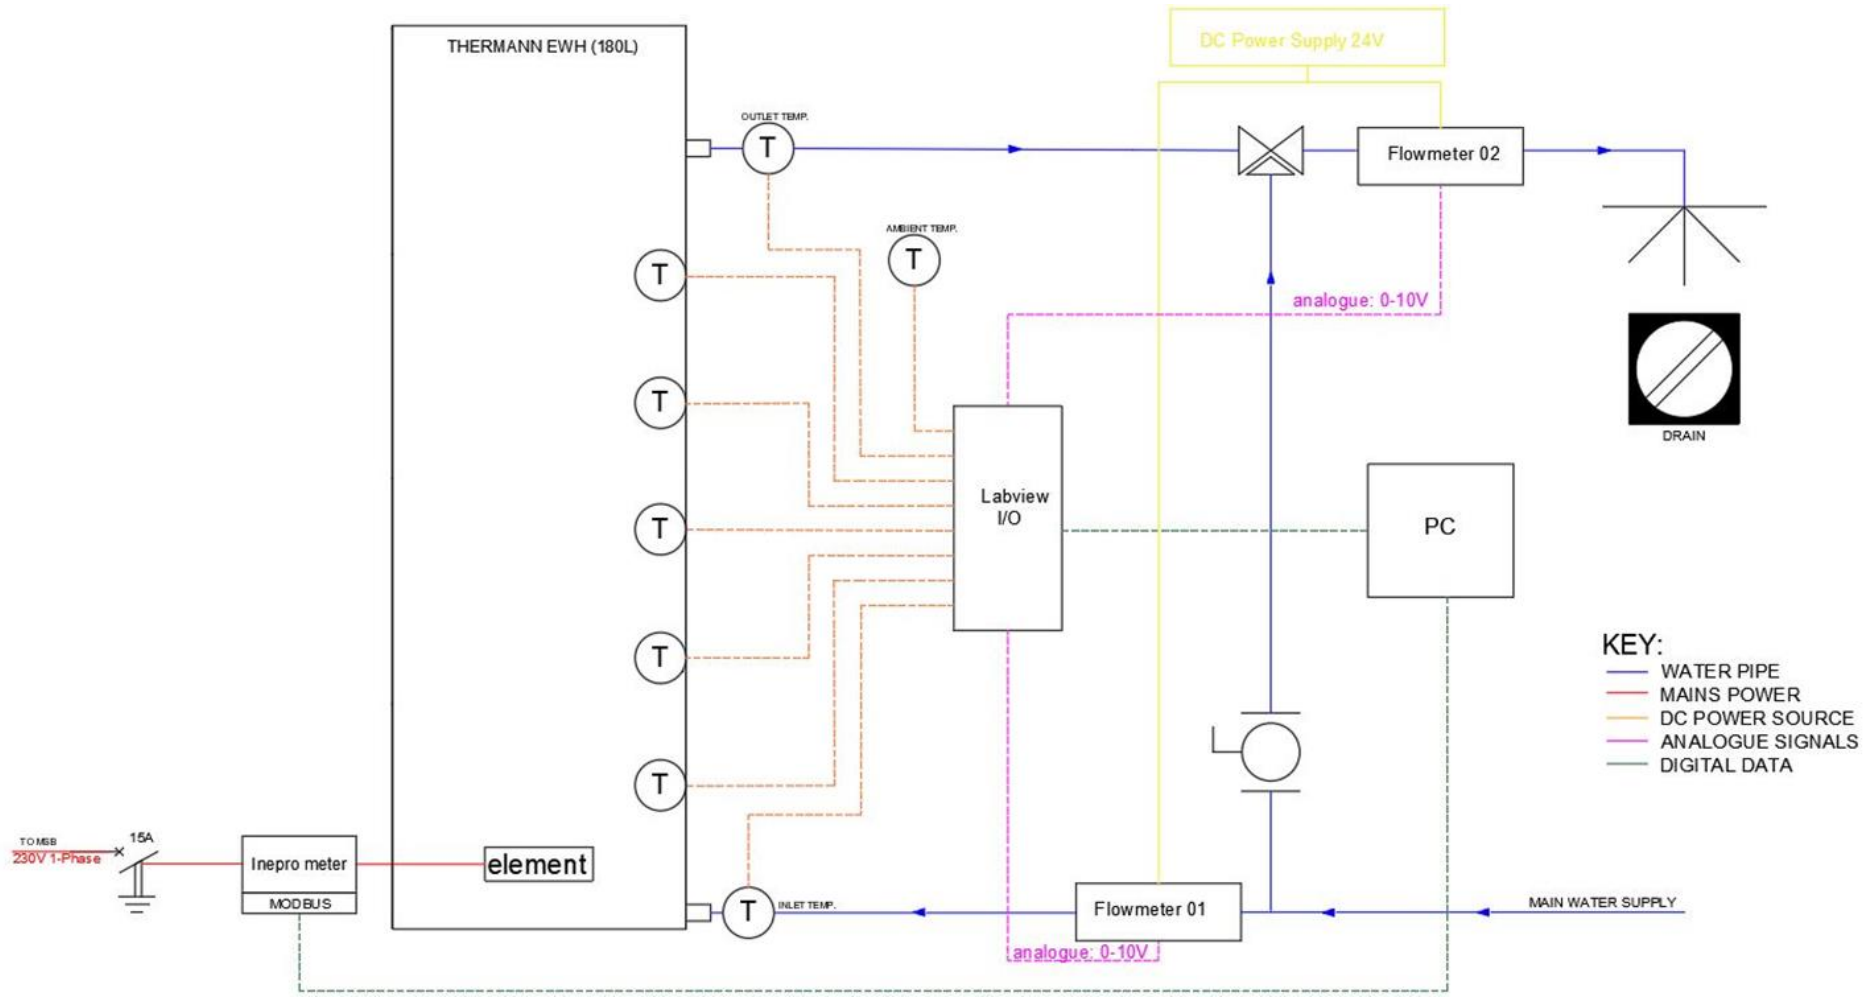 THERMANN EWH (180L)
DC Power Supply 24V
OUTLET TEMP.
T
Flowmeter 02
AMBIENT TEMP.
T
T
analogue: 0-10V
T
DRAIN
Labview
I/O
PC
T
KEY:
WATER PIPE
MAINS POWER
DC POWER SOURCE
ANALOGUE SIGNALS
DIGITAL DATA
T
T
TO MSB
230V 1-Phase
15A
Inepro meter
MODBUS
element
T
INLET TEMP.
Flowmeter 01
MAIN WATER SUPPLY
analogue: 0-10V